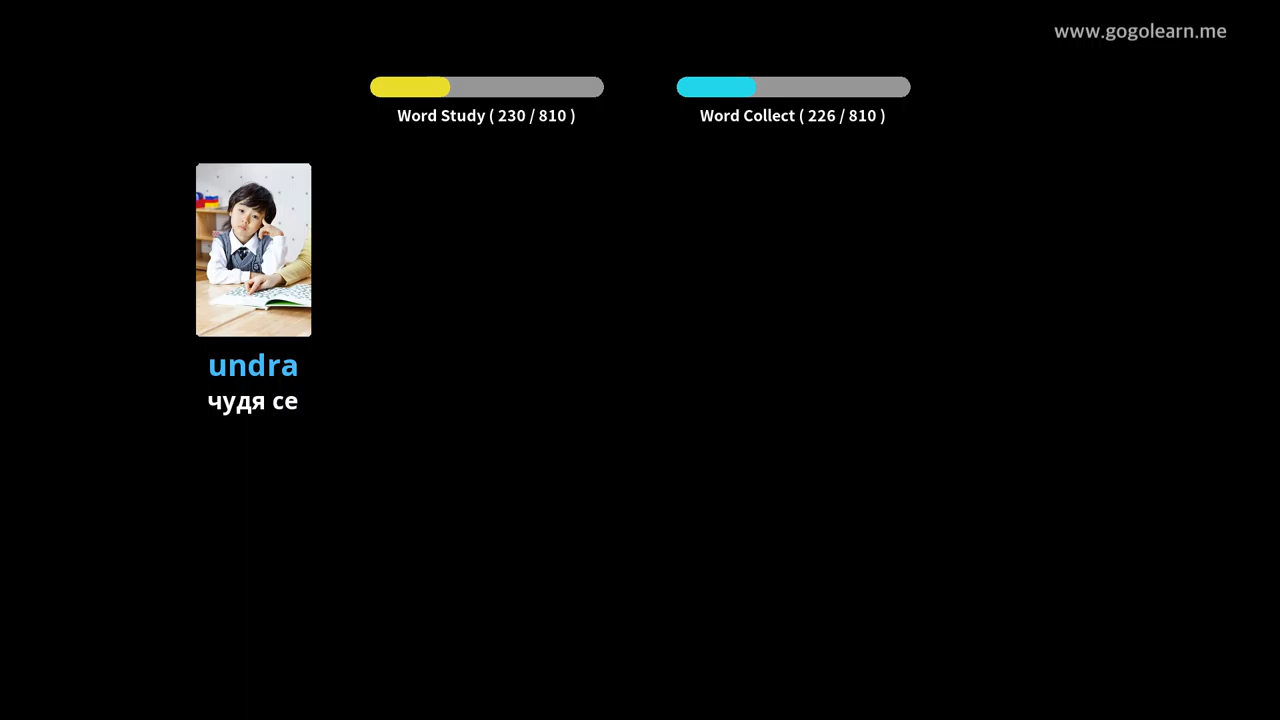 www.gogolearn.me
Word Study ( 230 / 810 )
Word Collect ( 226 / 810 )
undra
чудя се